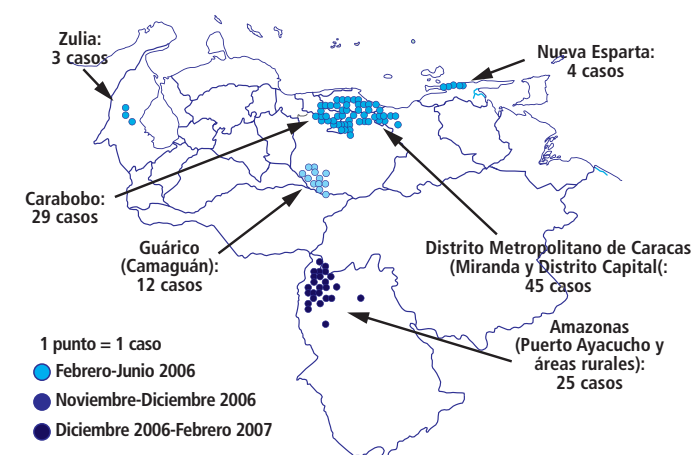 Zulia:
3 casos
Nueva Esparta:
4 casos
Carabobo:
29 casos
Guárico
(Camaguán):
12 casos
Distrito Metropolitano de Caracas
(Miranda y Distrito Capital(:
45 casos
Amazonas
(Puerto Ayacucho y
áreas rurales):
25 casos
1 punto = 1 caso
Febrero-Junio 2006
Noviembre-Diciembre 2006
Diciembre 2006-Febrero 2007